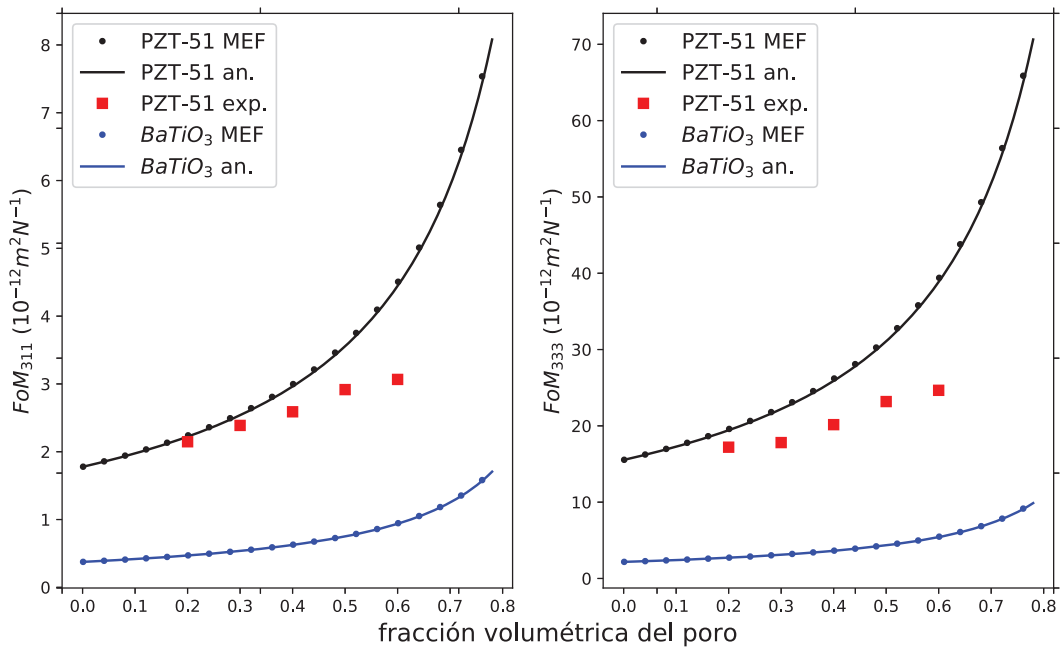 PZT-51 MEF
PZT-51 an.
PZT-51 exp.
BaTiO₃ MEF
BaTiO₃ an.
8
7
6
5
4
3
2
1
0
FoM₃₁₁ (10⁻¹²m²N⁻¹)
0.0 0.1 0.2 0.3 0.4 0.5 0.6 0.7 0.8
PZT-51 MEF
PZT-51 an.
PZT-51 exp.
BaTiO₃ MEF
BaTiO₃ an.
70
60
50
40
30
20
10
0
FoM₃₃₃ (10⁻¹²m²N⁻¹)
0.0 0.1 0.2 0.3 0.4 0.5 0.6 0.7 0.8
fracción volumétrica del poro